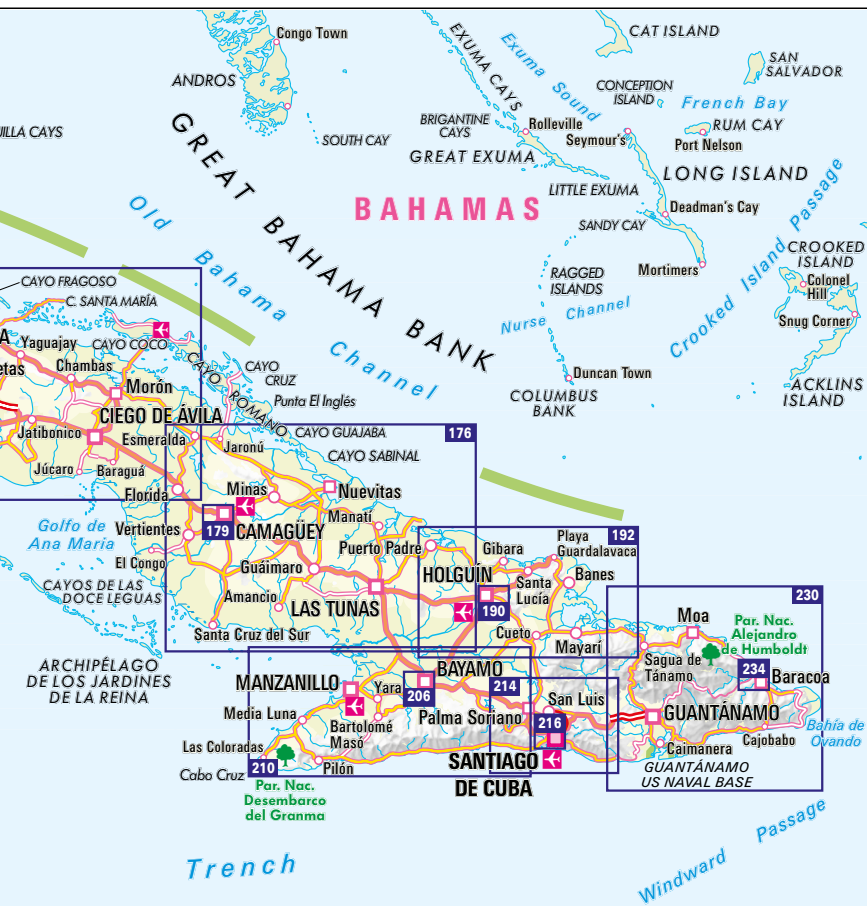 Congo Town
CAT ISLAND
EXUMA CAYS
Exuma Sound
SAN
SALVADOR
ANDROS
CONCEPTION
ISLAND
French Bay
GREAT BAHAMA BANK
BRIGANTINE
CAYS
Rolleville
Seymour's
RUM CAY
Port Nelson
ILLA CAYS
SOUTH CAY
GREAT EXUMA
LONG ISLAND
LITTLE EXUMA
BAHAMAS
Deadman's Cay
SANDY CAY
Old Bahama Channel
Crooked Island Passage
CROOKED
ISLAND
Mortimers
RAGGED
ISLANDS
Colonel
Hill
CAYO FRAGOSO
C. SANTA MARÍA
Nurse Channel
Snug Corner
A
Yaguajay
CAYO COCO
etas
Chambas
CAYO ROMANO
CAYO
CRUZ
Duncan Town
Morón
Punta El Inglés
COLUMBUS
BANK
ACKLINS
ISLAND
CIEGO DE ÁVILA
Jatibonico
Esmeralda
CAYO GUAJABA
176
Jaronú
CAYO SABINAL
Júcaro
Baraguá
Florida
Minas
Nuevitas
Golfo de
Ana María
Vertientes
179
CAMAGÜEY
Manatí
192
Puerto Padre
Gibara
Playa
Guardalavaca
El Congo
Guáimaro
HOLGUÍN
Santa
Lucía
Banes
CAYOS DE LAS
DOCE LEGUAS
Amancio
LAS TUNAS
190
230
Santa Cruz del Sur
Cueto
Mayarí
Moa
Par. Nac.
Alejandro
de Humboldt
ARCHIPÉLAGO
DE LOS JARDINES
DE LA REINA
Sagua de
Tánamo
234
Baracoa
MANZANILLO
BAYAMO
Yara
206
214
San Luis
Media Luna
Bartolomé
Masó
Palma Soriano
216
GUANTÁNAMO
Bahía de
Ovando
Las Coloradas
Cajobabo
Caimanera
Cabo Cruz
210
Pilón
SANTIAGO
DE CUBA
GUANTÁNAMO
US NAVAL BASE
Par. Nac.
Desembarco
del Granma
Trench
Windward Passage